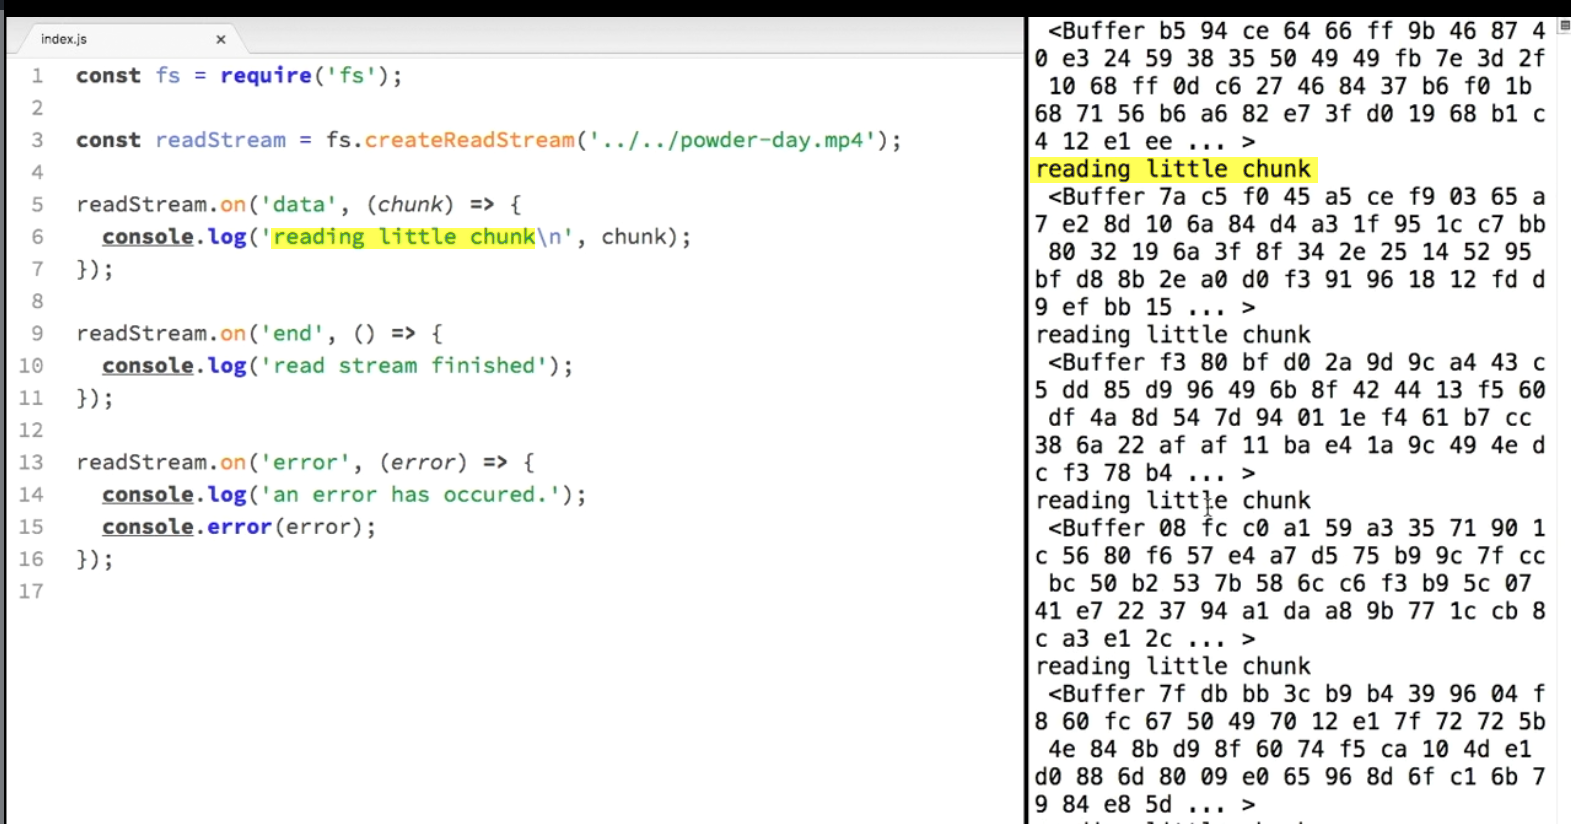 index.js ×
1 const fs = require('fs');
2
3 const readStream = fs.createReadStream('../../powder-day.mp4');
4
5 readStream.on('data', (chunk) => {
6   console.log('reading little chunk\n', chunk);
7 });
8
9 readStream.on('end', () => {
10   console.log('read stream finished');
11 });
12
13 readStream.on('error', (error) => {
14   console.log('an error has occured.');
15   console.error(error);
16 });
17
 <Buffer b5 94 ce 64 66 ff 9b 46 87 4
0 e3 24 59 38 35 50 49 49 fb 7e 3d 2f
 10 68 ff 0d c6 27 46 84 37 b6 f0 1b
68 71 56 b6 a6 82 e7 3f d0 19 68 b1 c
4 12 e1 ee ... >
reading little chunk
 <Buffer 7a c5 f0 45 a5 ce f9 03 65 a
7 e2 8d 10 6a 84 d4 a3 1f 95 1c c7 bb
 80 32 19 6a 3f 8f 34 2e 25 14 52 95
bf d8 8b 2e a0 d0 f3 91 96 18 12 fd d
9 ef bb 15 ... >
reading little chunk
 <Buffer f3 80 bf d0 2a 9d 9c a4 43 c
5 dd 85 d9 96 49 6b 8f 42 44 13 f5 60
 df 4a 8d 54 7d 94 01 1e f4 61 b7 cc
38 6a 22 af af 11 ba e4 1a 9c 49 4e d
c f3 78 b4 ... >
reading little chunk
 <Buffer 08 fc c0 a1 59 a3 35 71 90 1
c 56 80 f6 57 e4 a7 d5 75 b9 9c 7f cc
 bc 50 b2 53 7b 58 6c c6 f3 b9 5c 07
41 e7 22 37 94 a1 da a8 9b 77 1c cb 8
c a3 e1 2c ... >
reading little chunk
 <Buffer 7f db bb 3c b9 b4 39 96 04 f
8 60 fc 67 50 49 70 12 e1 7f 72 72 5b
 4e 84 8b d9 8f 60 74 f5 ca 10 4d e1
d0 88 6d 80 09 e0 65 96 8d 6f c1 6b 7
9 84 e8 5d ... >